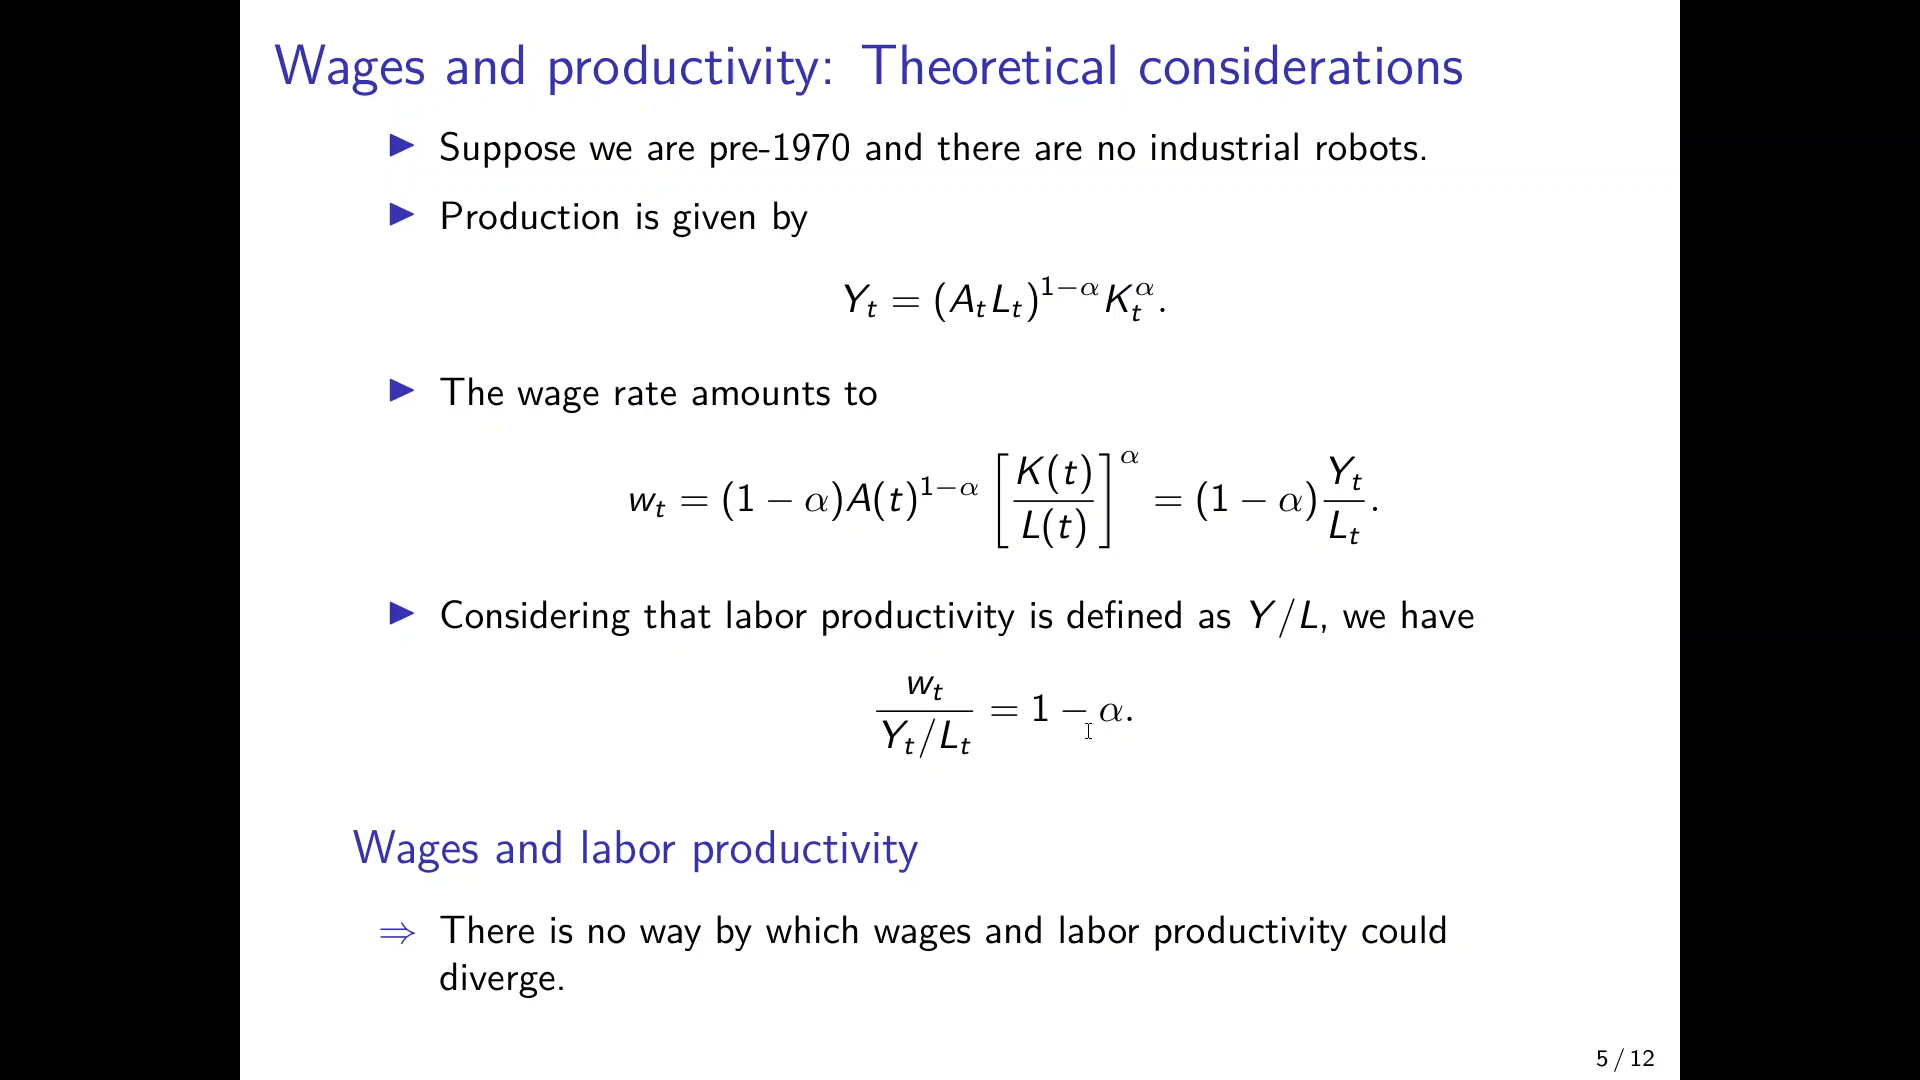 Wages and productivity: Theoretical considerations
▶ Suppose we are pre-1970 and there are no industrial robots.
▶ Production is given by
Y_t = (A_t L_t)^{1−α} K_t^α.
▶ The wage rate amounts to
w_t = (1 − α)A(t)^{1−α} [K(t)/L(t)]^α = (1 − α) Y_t/L_t.
▶ Considering that labor productivity is defined as Y/L, we have
w_t/(Y_t/L_t) = 1 − α.
Wages and labor productivity
⇒ There is no way by which wages and labor productivity could
diverge.
5 / 12